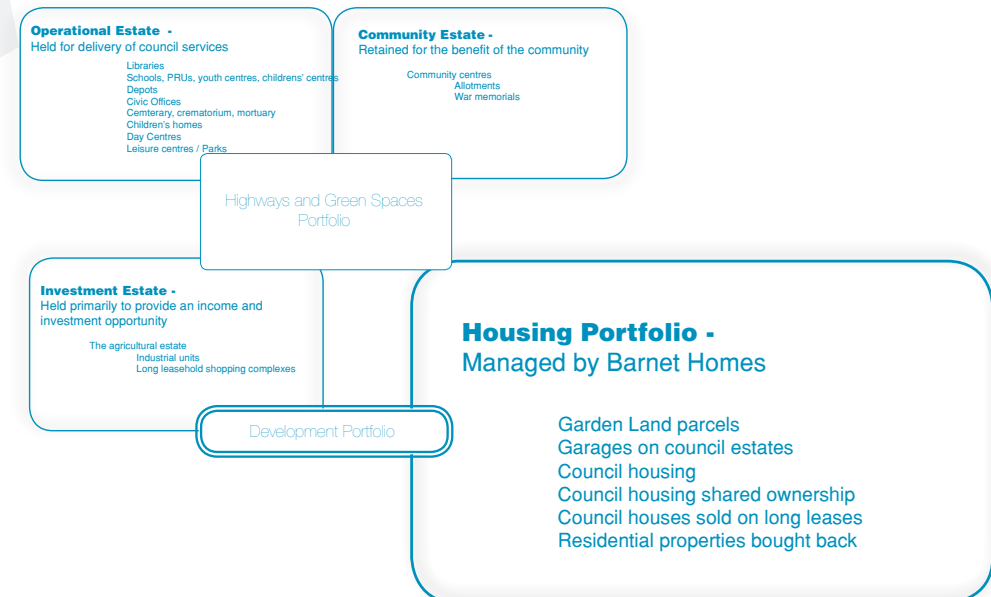 Operational Estate -
Held for delivery of council services
Libraries
Schools, PRUs, youth centres, childrens' centres
Depots
Civic Offices
Cemterary, crematorium, mortuary
Children's homes
Day Centres
Leisure centres / Parks
Community Estate -
Retained for the benefit of the community
Community centres
Allotments
War memorials
Highways and Green Spaces
Portfolio
Investment Estate -
Held primarily to provide an income and
investment opportunity
The agricultural estate
Industrial units
Long leasehold shopping complexes
Development Portfolio
Housing Portfolio -
Managed by Barnet Homes
Garden Land parcels
Garages on council estates
Council housing
Council housing shared ownership
Council houses sold on long leases
Residential properties bought back